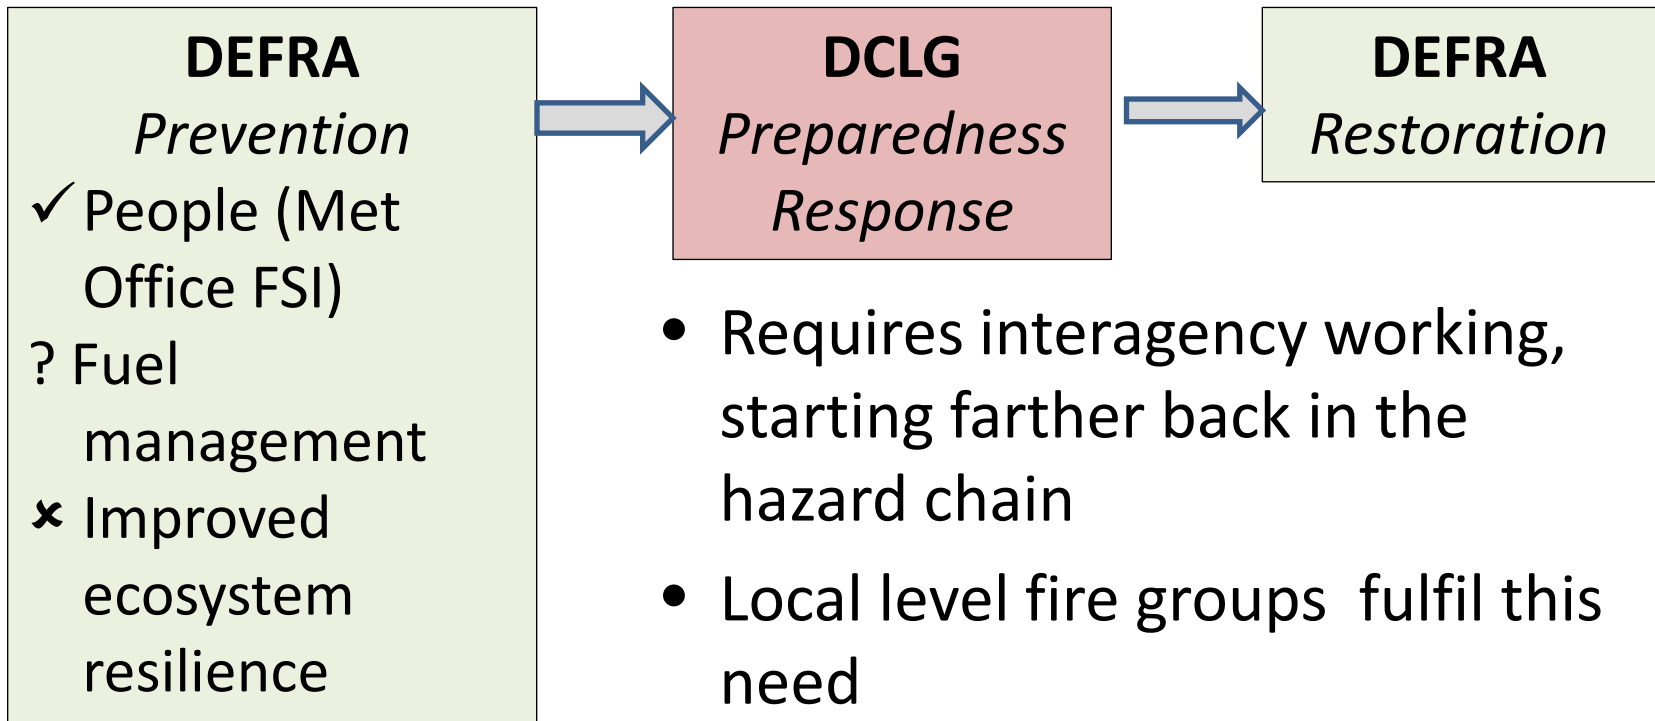 DEFRA
Prevention
✓ People (Met
Office FSI)
? Fuel
management
✘ Improved
ecosystem
resilience
DCLG
Preparedness
Response
DEFRA
Restoration
• Requires interagency working,
starting farther back in the
hazard chain
• Local level fire groups  fulfil this
need